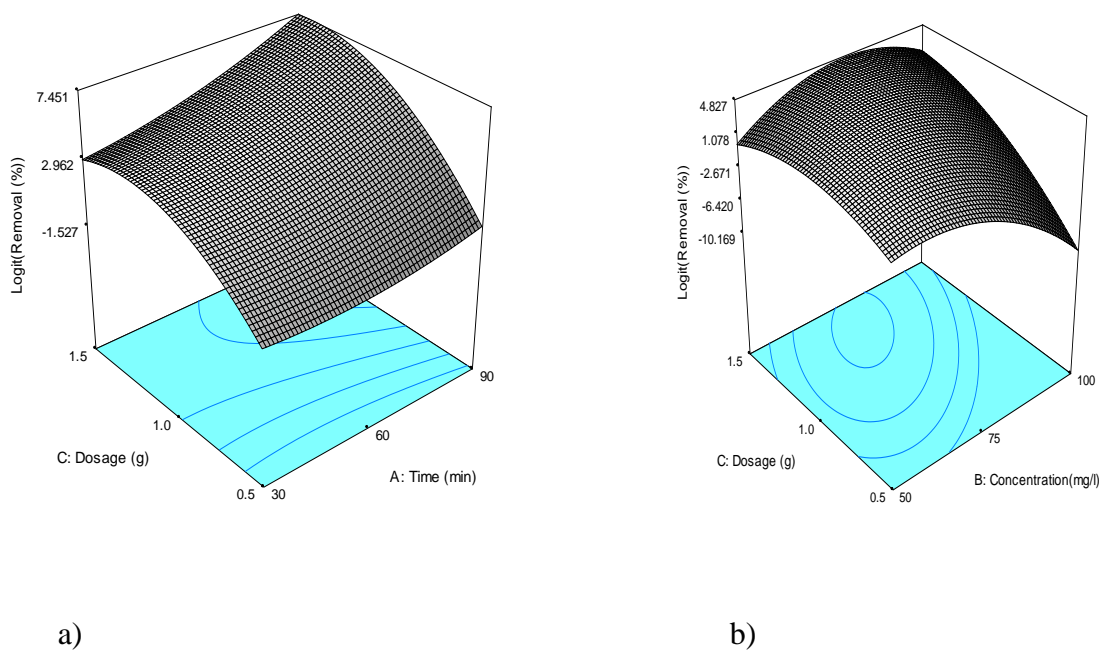 7.451
2.962
-1.527
Logit(Removal (%))
1.5
1.0
0.5
C: Dosage (g)
30
60
90
A: Time (min)
4.827
1.078
-2.671
-6.420
-10.169
Logit(Removal (%))
1.5
1.0
0.5
C: Dosage (g)
50
75
100
B: Concentration(mg/l)
a)
b)